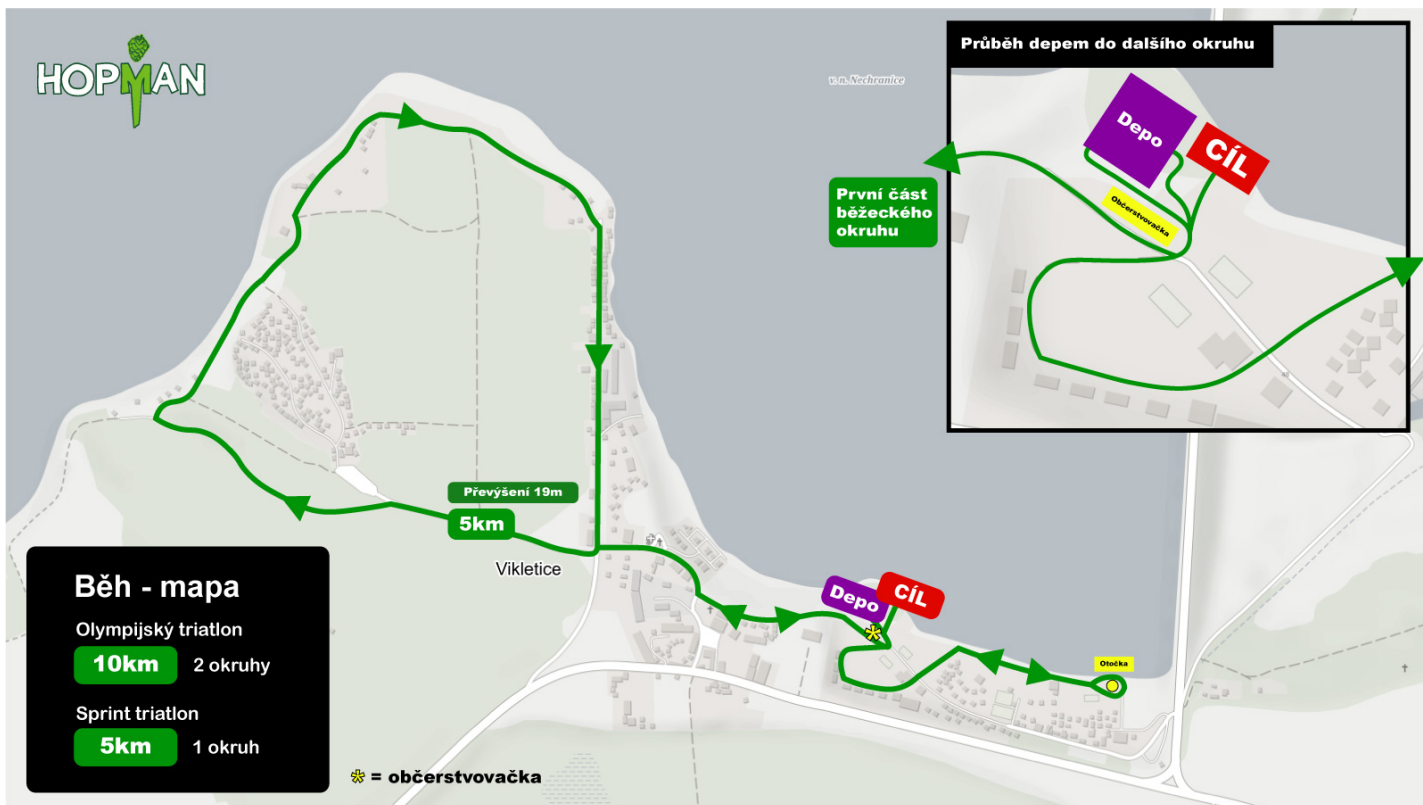 HOPMAN
Průběh depem do dalšího okruhu
v. n. Nechranice
Depo
CÍL
Občerstvovačka
První část
běžeckého
okruhu
Převýšení 19m
5km
Vikletice
Depo
CÍL
Otočka
Běh - mapa
Olympijský triatlon
10km 2 okruhy
Sprint triatlon
5km 1 okruh
= občerstvovačka